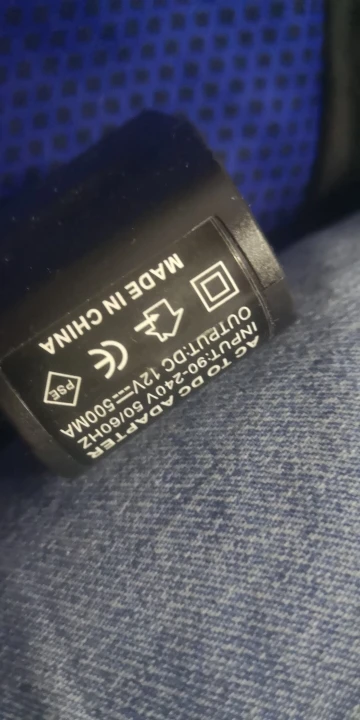 AC TO DC ADAPTER
INPUT:90-240V 50/60HZ
OUTPUT:DC 12V⎓500MA
PSE CE
MADE IN CHINA